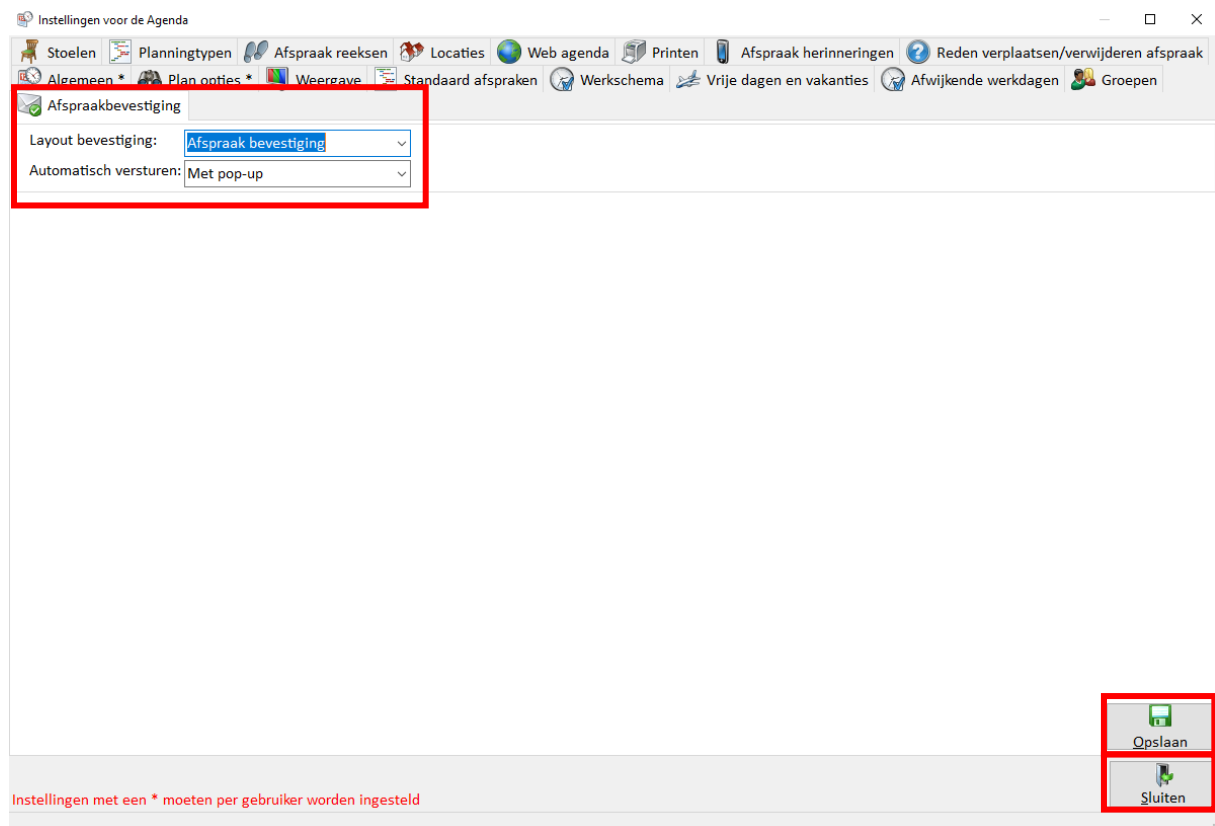 Instellingen voor de Agenda
Stoelen Planningtypen Afspraak reeksen Locaties Web agenda Printen Afspraak herinneringen Reden verplaatsen/verwijderen afspraak
Algemeen * Plan opties * Weergave Standaard afspraken Werkschema Vrije dagen en vakanties Afwijkende werkdagen Groepen
Afspraakbevestiging
Layout bevestiging: Afspraak bevestiging
Automatisch versturen: Met pop-up
Opslaan
Sluiten
Instellingen met een * moeten per gebruiker worden ingesteld